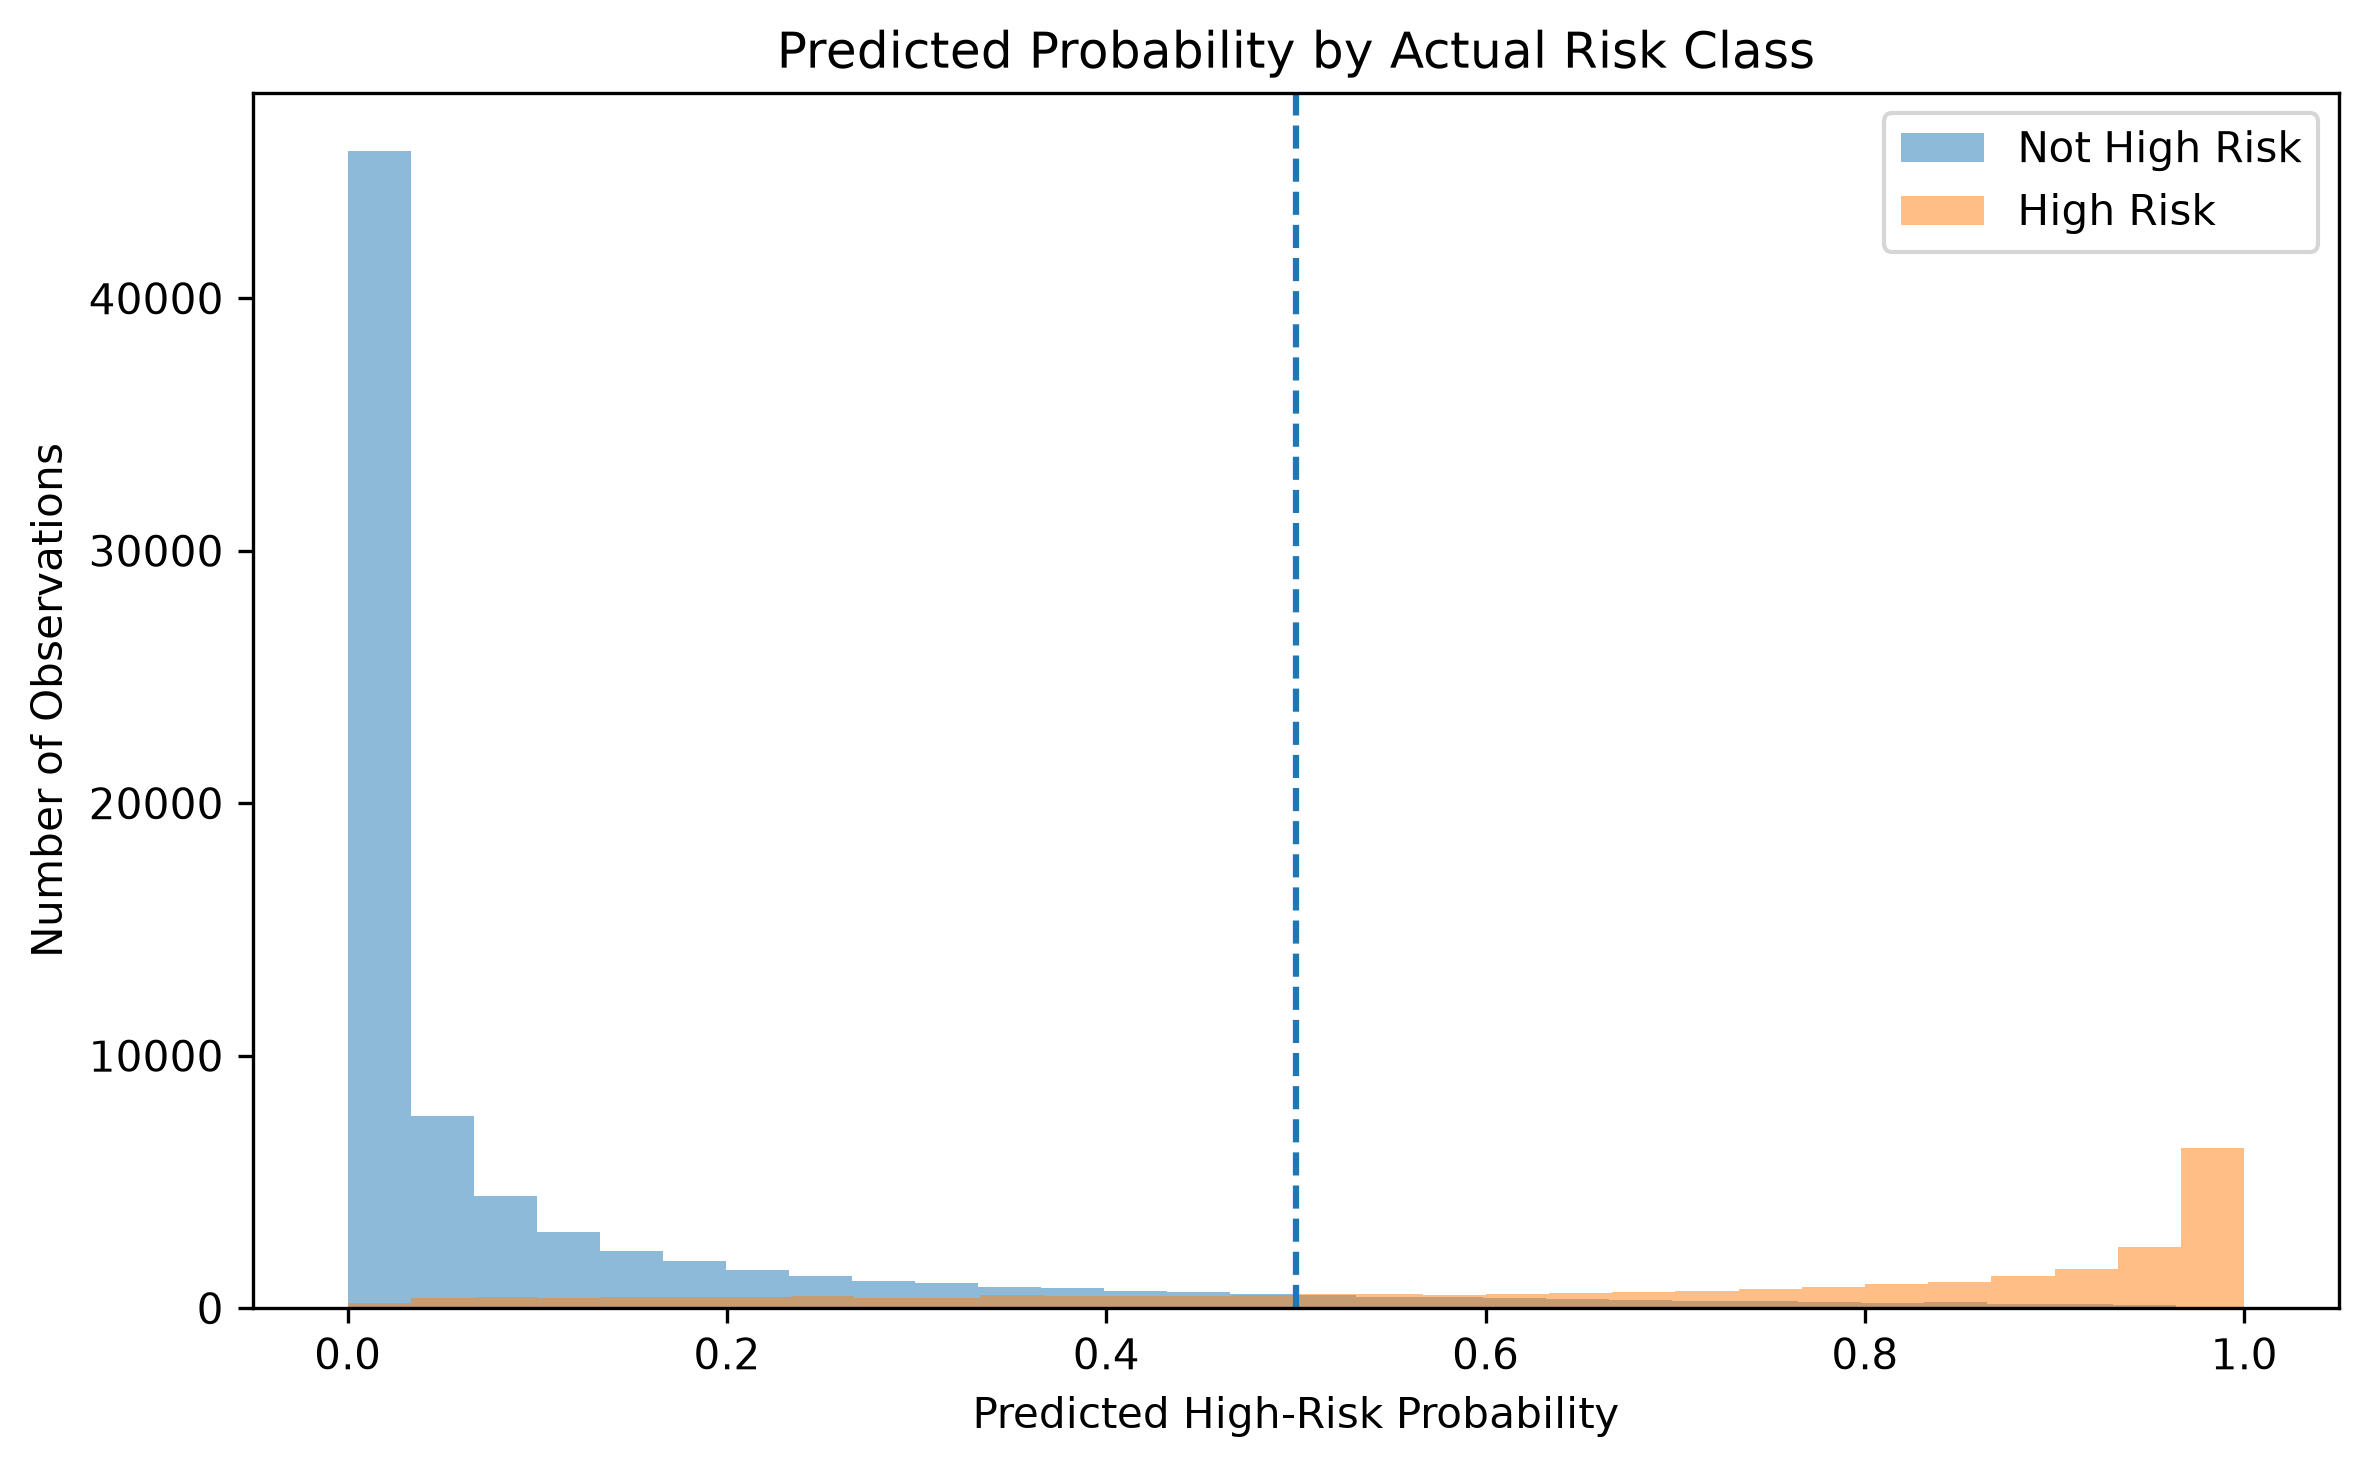 Predicted Probability by Actual Risk Class
Not High Risk
High Risk
Number of Observations
40000
30000
20000
10000
0
0.0 0.2 0.4 0.6 0.8 1.0
Predicted High-Risk Probability